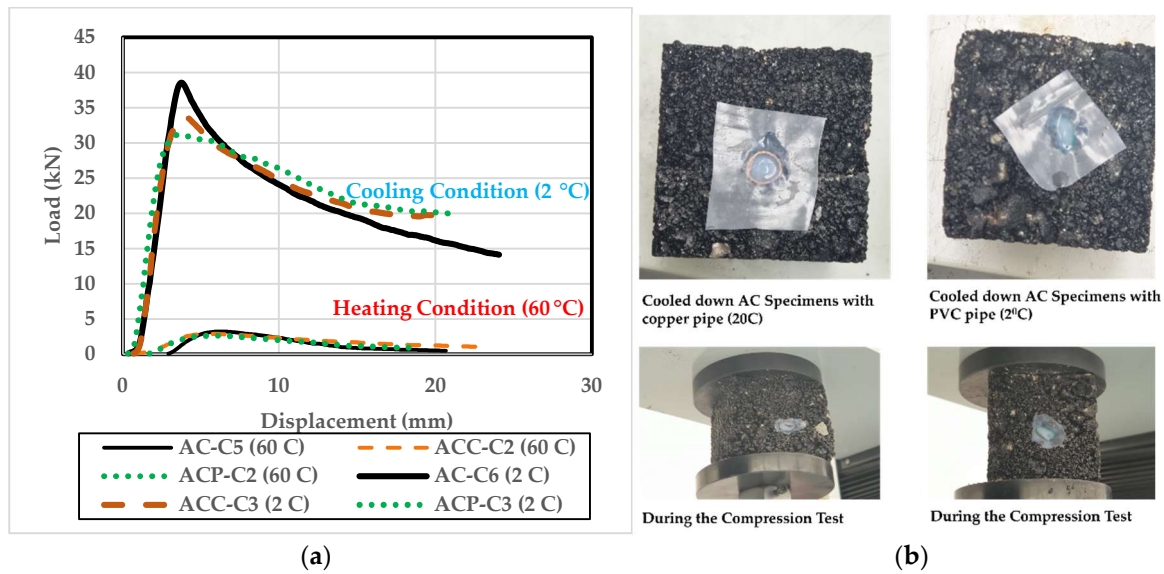 45
40
35
30
25
20
15
10
5
0
Load (kN)
Cooling Condition (2 °C)
Heating Condition (60 °C)
0 10 20 30
Displacement (mm)
AC-C5 (60 C) ACC-C2 (60 C)
ACP-C2 (60 C) AC-C6 (2 C)
ACC-C3 (2 C) ACP-C3 (2 C)
(a)
Cooled down AC Specimens with
copper pipe (20C)
Cooled down AC Specimens with
PVC pipe (2⁰C)
During the Compression Test
During the Compression Test
(b)